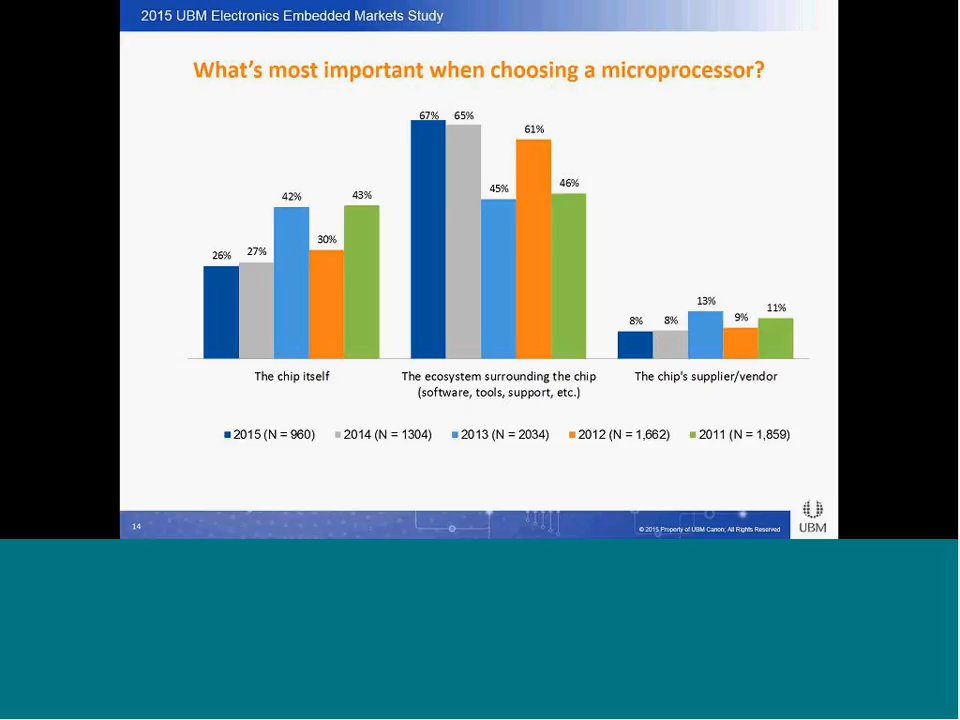 2015 UBM Electronics Embedded Markets Study
What's most important when choosing a microprocessor?
67% 65%
61%
42% 43% 45% 46%
26% 27% 30%
8% 8% 13% 9% 11%
The chip itself
The ecosystem surrounding the chip
(software, tools, support, etc.)
The chip's supplier/vendor
2015 (N = 960) 2014 (N = 1304) 2013 (N = 2034) 2012 (N = 1,662) 2011 (N = 1,859)
14
© 2015 Property of UBM Canon; All Rights Reserved
UBM